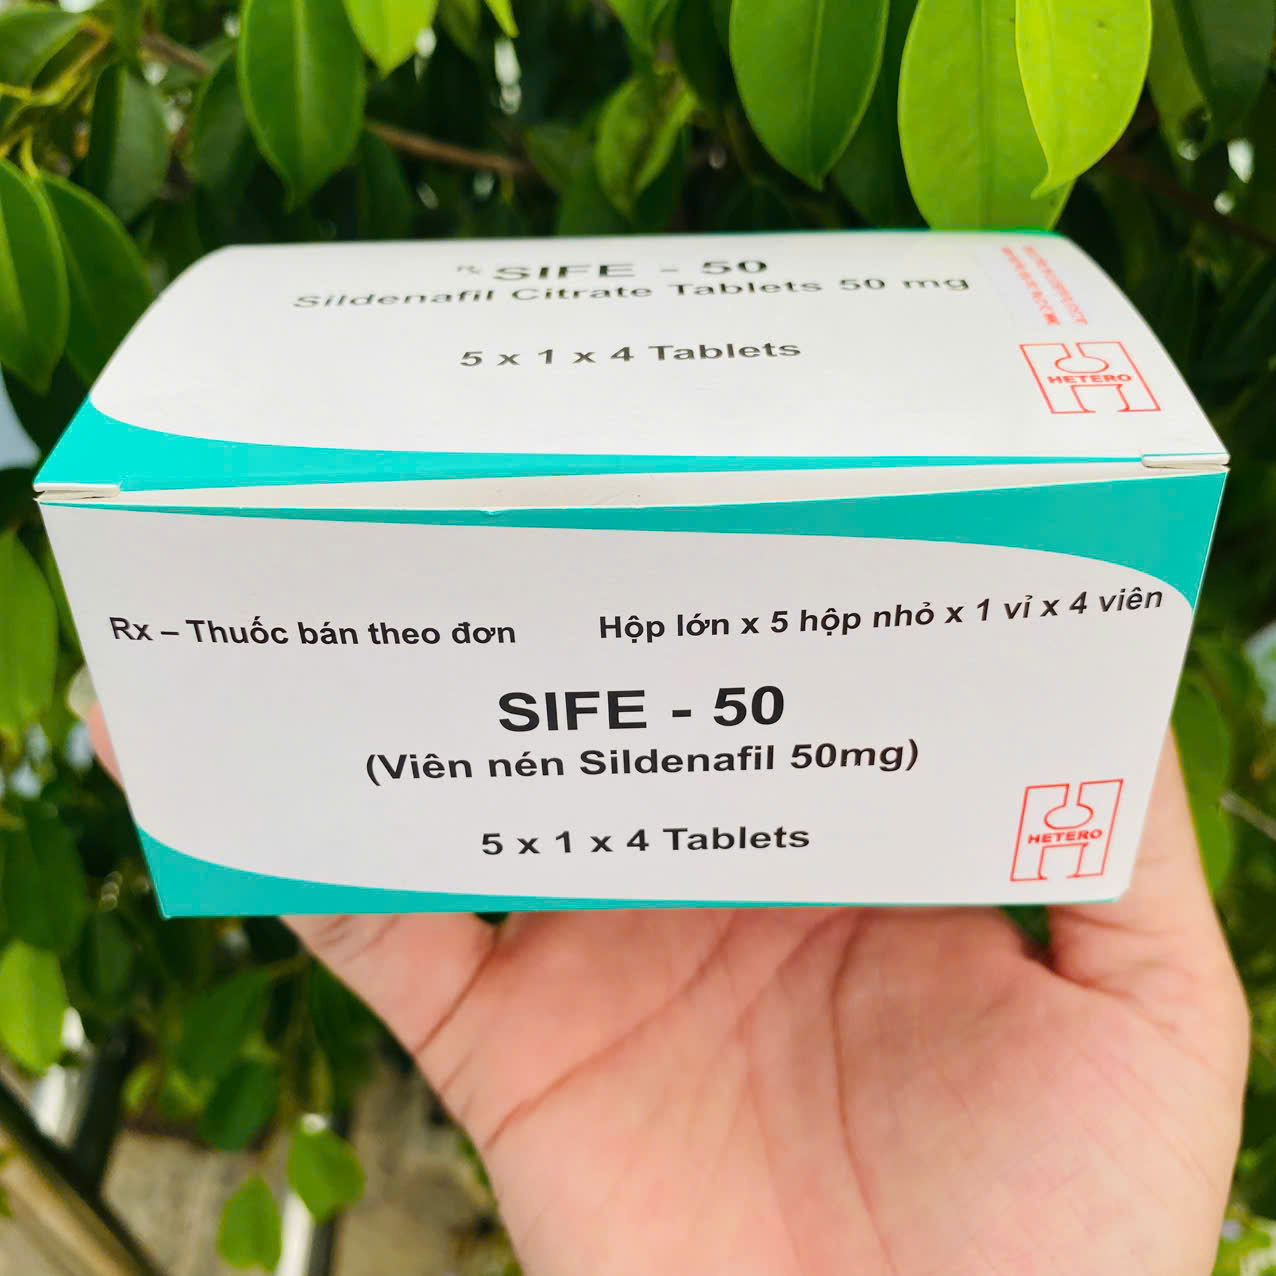 Rx SIFE - 50
Sildenafil Citrate Tablets 50 mg
5 x 1 x 4 Tablets
HETERO
Rx – Thuốc bán theo đơn
Hộp lớn x 5 hộp nhỏ x 1 vỉ x 4 viên
SIFE - 50
(Viên nén Sildenafil 50mg)
5 x 1 x 4 Tablets
HETERO